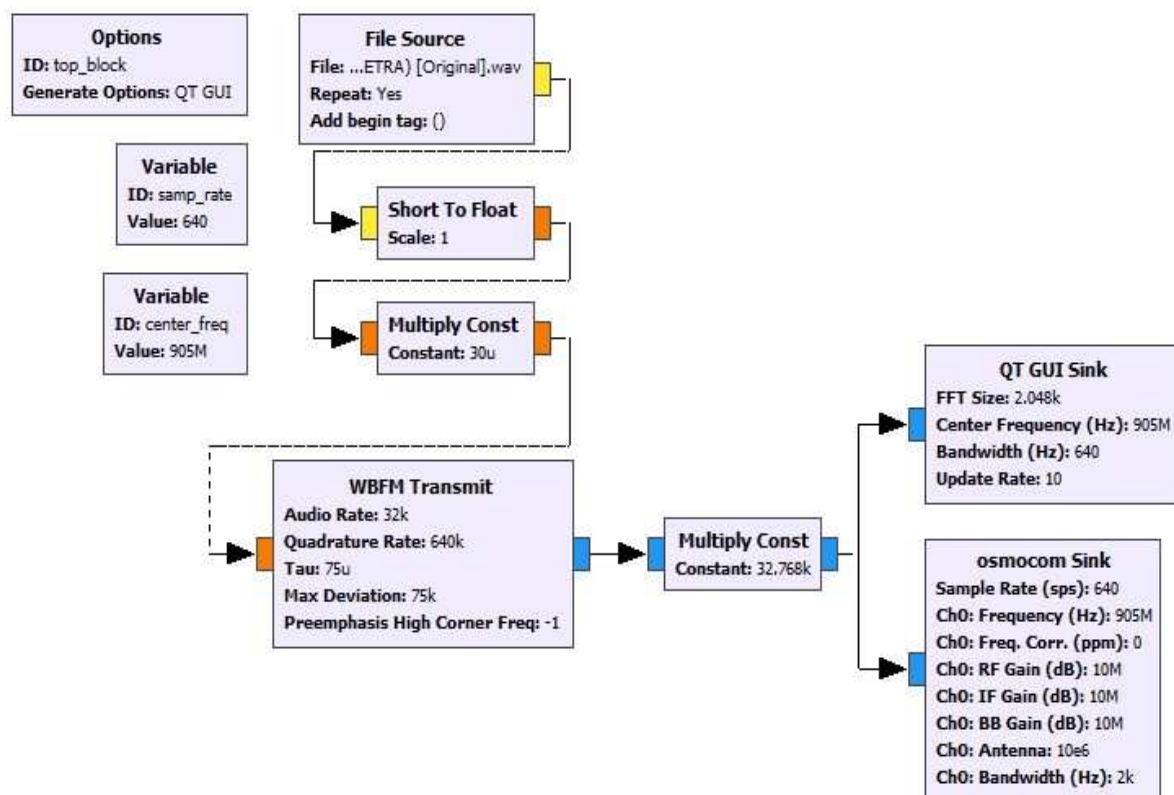 Options
ID: top_block
Generate Options: QT GUI
File Source
File: ...ETRA) [Original].wav
Repeat: Yes
Add begin tag: ()
Variable
ID: samp_rate
Value: 640
Short To Float
Scale: 1
Variable
ID: center_freq
Value: 905M
Multiply Const
Constant: 30u
WBFM Transmit
Audio Rate: 32k
Quadrature Rate: 640k
Tau: 75u
Max Deviation: 75k
Preemphasis High Corner Freq: -1
Multiply Const
Constant: 32.768k
QT GUI Sink
FFT Size: 2.048k
Center Frequency (Hz): 905M
Bandwidth (Hz): 640
Update Rate: 10
osmocom Sink
Sample Rate (sps): 640
Ch0: Frequency (Hz): 905M
Ch0: Freq. Corr. (ppm): 0
Ch0: RF Gain (dB): 10M
Ch0: IF Gain (dB): 10M
Ch0: BB Gain (dB): 10M
Ch0: Antenna: 10e6
Ch0: Bandwidth (Hz): 2k